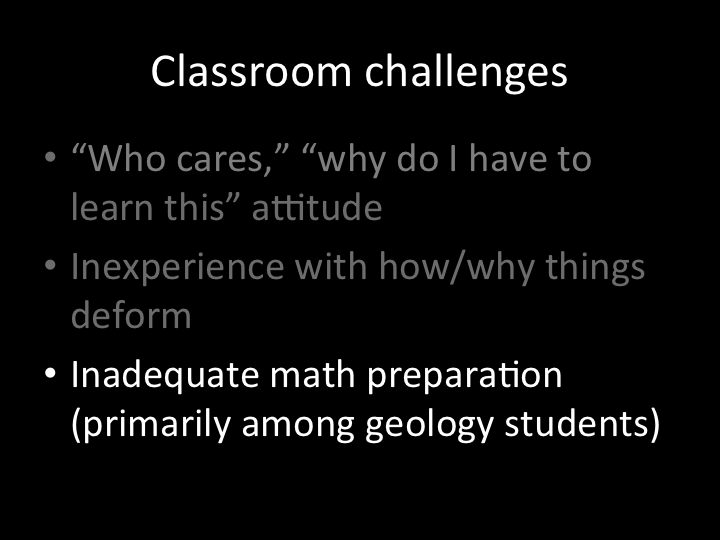 Classroom challenges
• “Who cares,” “why do I have to
learn this” attitude
• Inexperience with how/why things
deform
• Inadequate math preparation
(primarily among geology students)